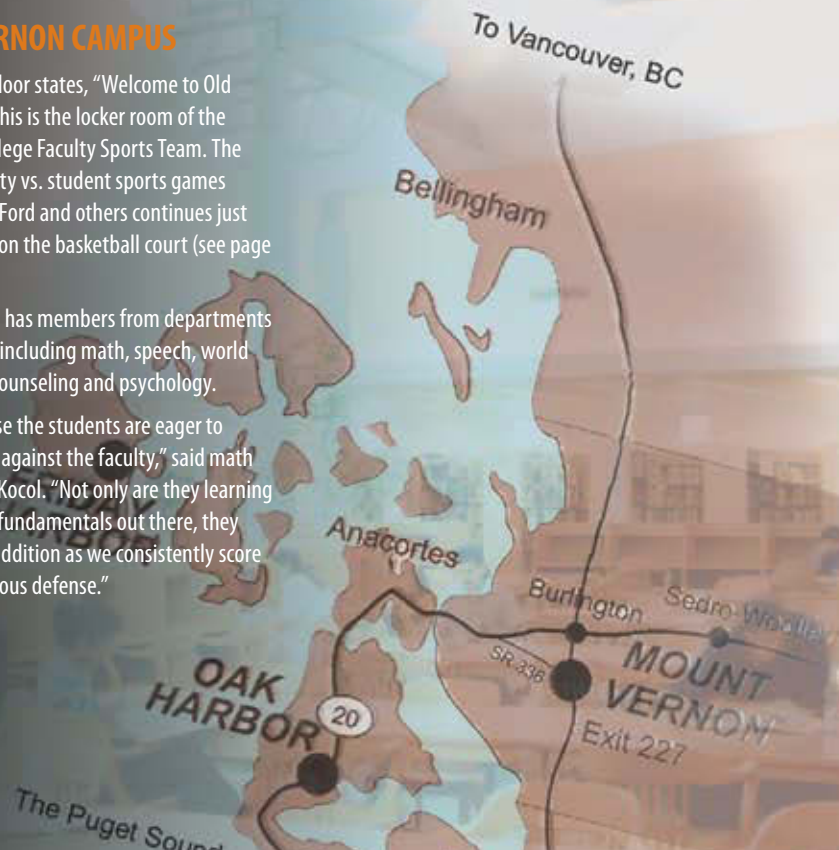 RNON CAMPUS
loor states, “Welcome to Old
his is the locker room of the
lege Faculty Sports Team. The
ty vs. student sports games
Ford and others continues just
on the basketball court (see page
has members from departments
including math, speech, world
ounseling and psychology.
se the students are eager to
against the faculty,” said math
Kocol. “Not only are they learning
fundamentals out there, they
ddition as we consistently score
ous defense.”
To Vancouver, BC
Bellingham
HARBOR
Anacortes
Burlington
Sedro-Woolle
SR 536
MOUNT
VERNON
Exit 227
OAK
HARBOR
20
The Puget Sound